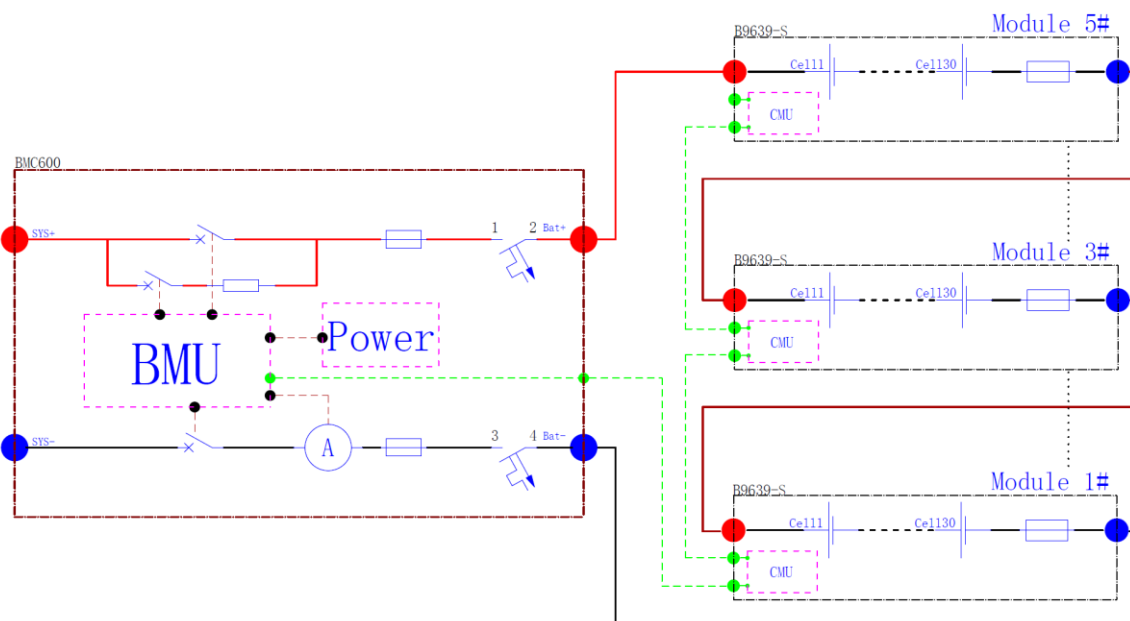 Module 5#
B9639-S
Cell1
Cell30
CMU
BMC600
SYS+
1
2
Bat+
Module 3#
B9639-S
Cell1
Cell30
CMU
Power
BMU
SYS-
A
3
4
Bat-
Module 1#
B9639-S
Cell1
Cell30
CMU